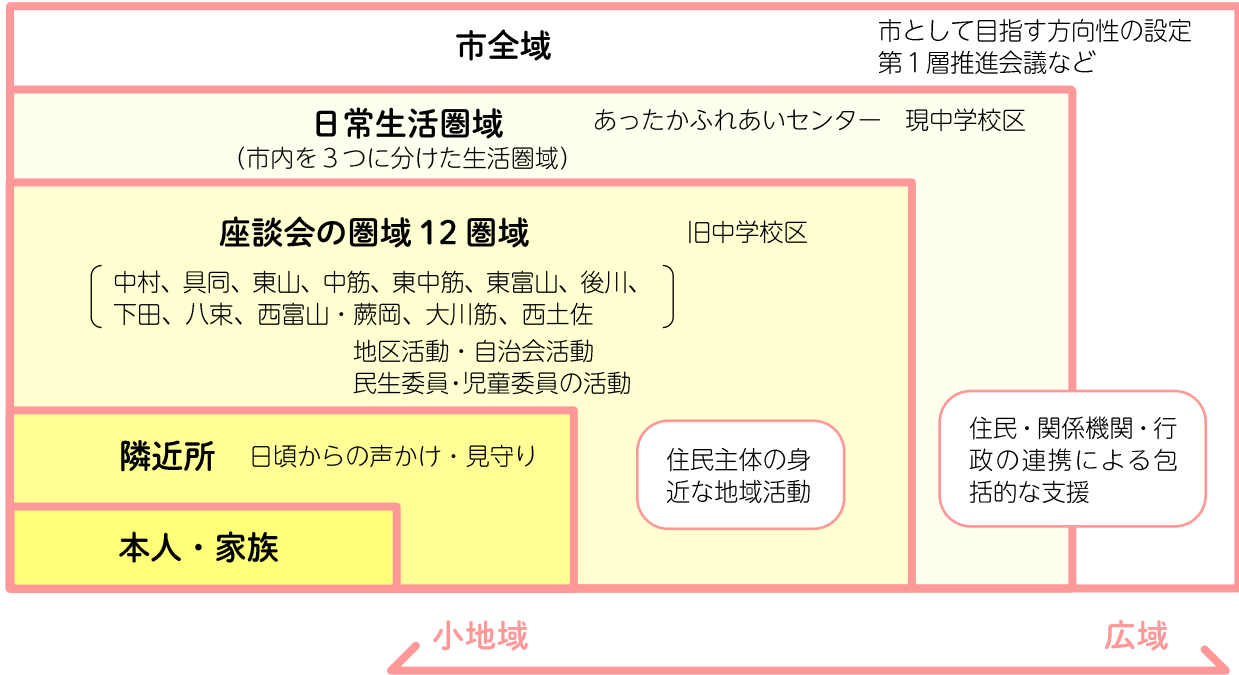 市全域
市として目指す方向性の設定
第１層推進会議など
日常生活圏域
あったかふれあいセンター　現中学校区
（市内を３つに分けた生活圏域）
座談会の圏域 12 圏域
旧中学校区
中村、具同、東山、中筋、東中筋、東富山、後川、
下田、八束、西富山・蕨岡、大川筋、西土佐
地区活動・自治会活動
民生委員・児童委員の活動
隣近所
日頃からの声かけ・見守り
住民主体の身
近な地域活動
住民・関係機関・行
政の連携による包
括的な支援
本人・家族
小地域
広域